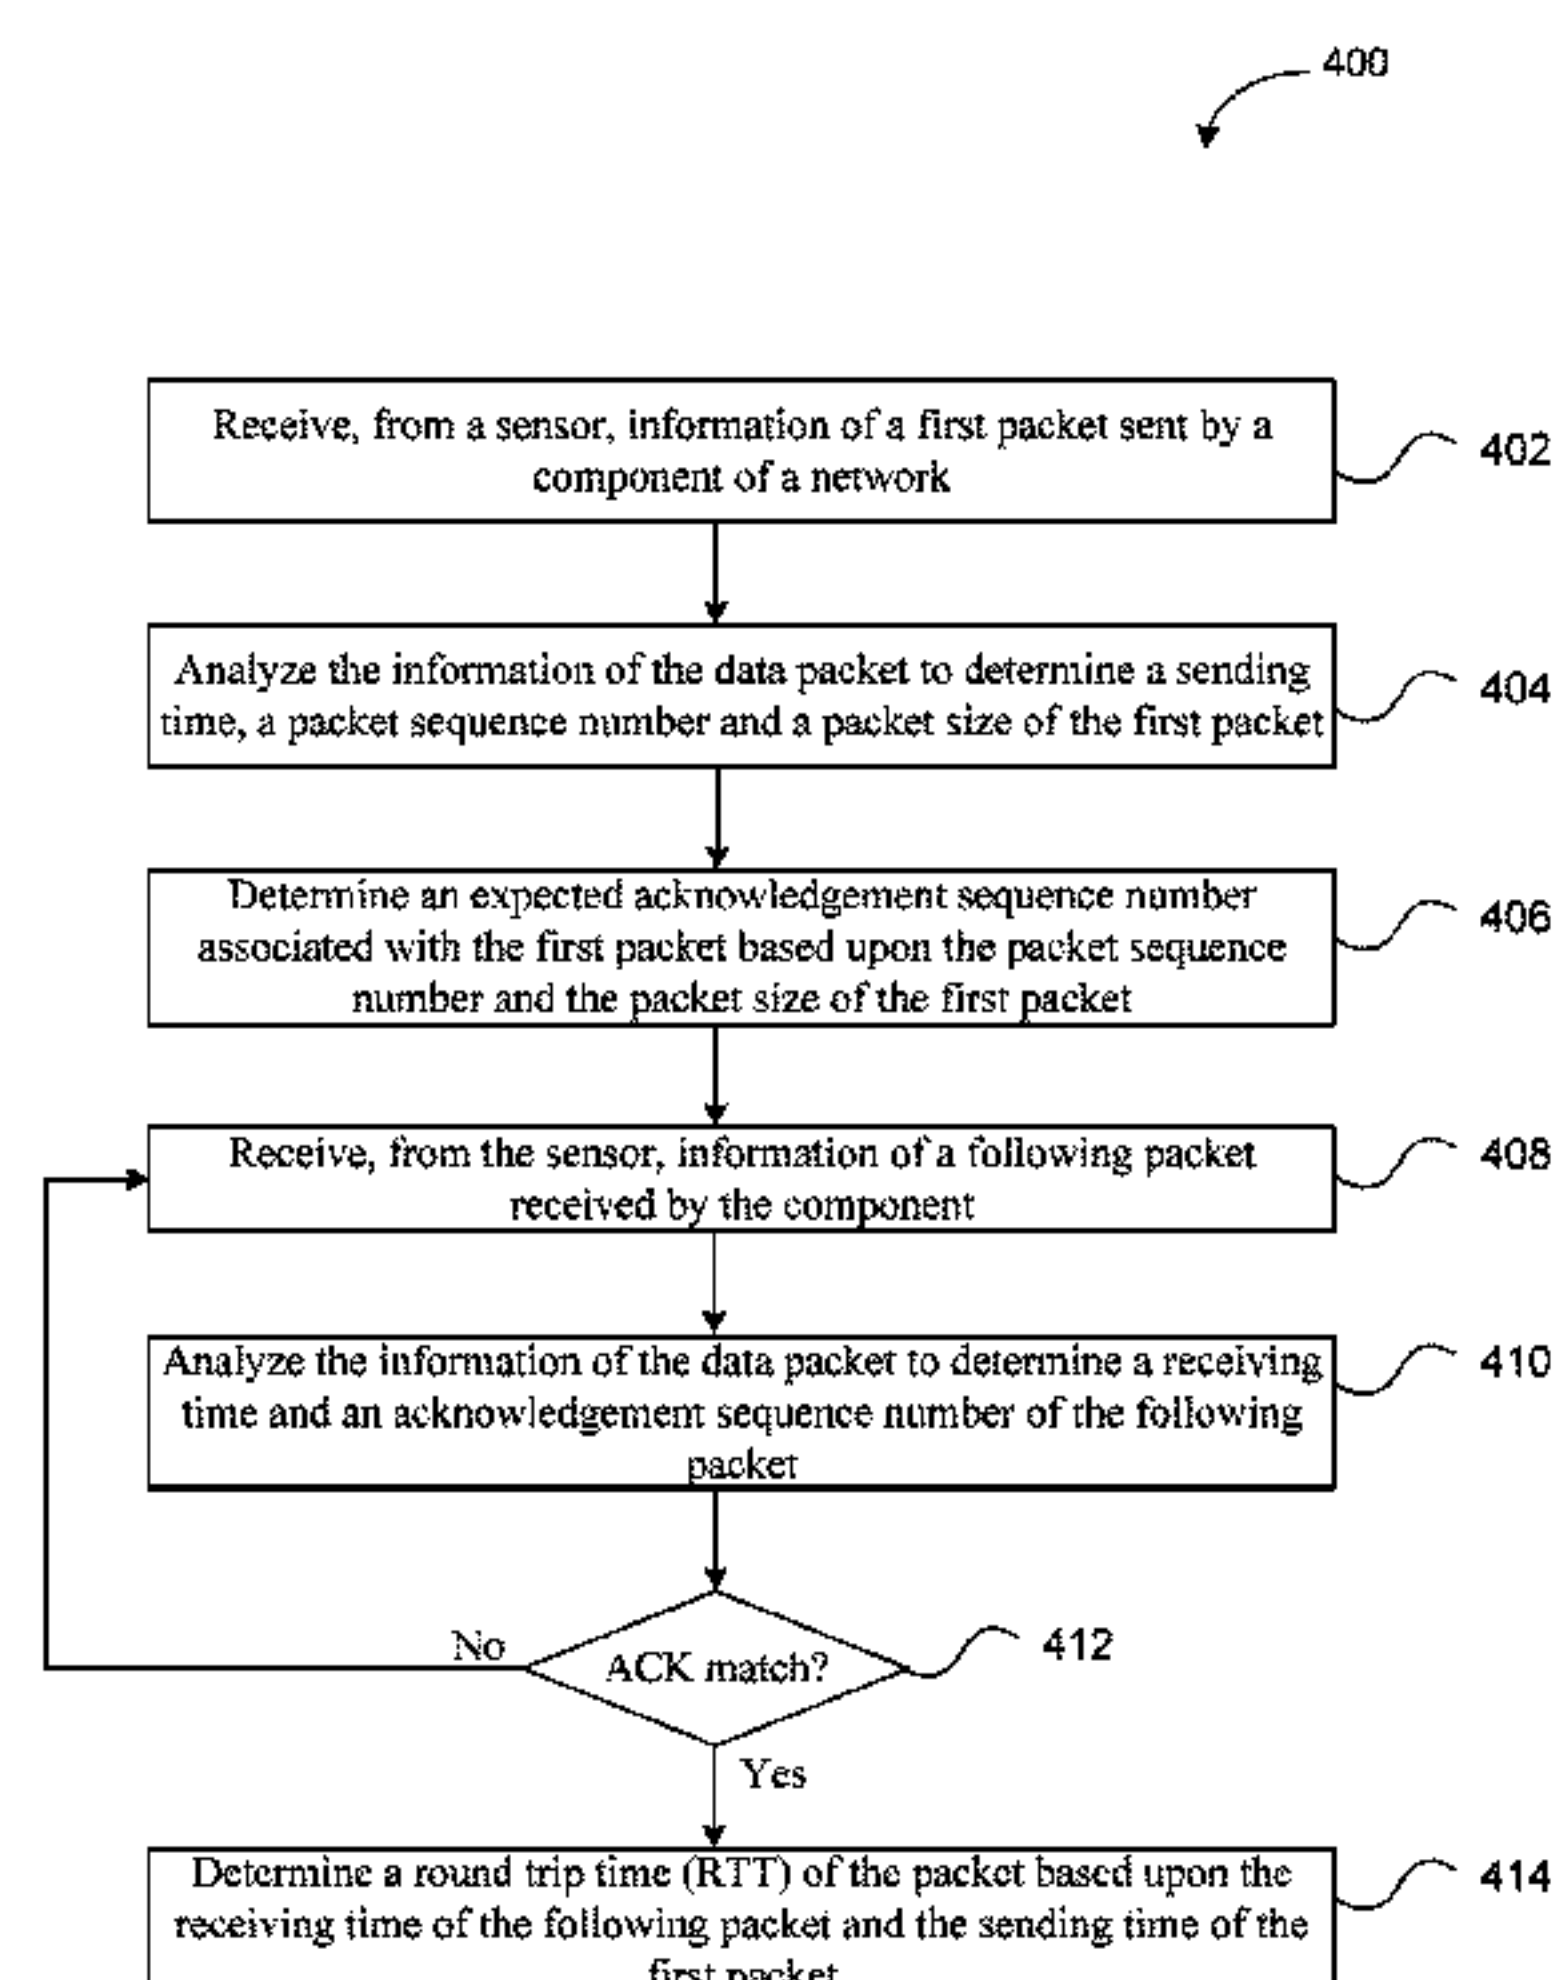 400
Receive, from a sensor, information of a first packet sent by a
component of a network
402
Analyze the information of the data packet to determine a sending
time, a packet sequence number and a packet size of the first packet
404
Determine an expected acknowledgement sequence number
associated with the first packet based upon the packet sequence
number and the packet size of the first packet
406
Receive, from the sensor, information of a following packet
received by the component
408
Analyze the information of the data packet to determine a receiving
time and an acknowledgement sequence number of the following
packet
410
No
ACK match?
412
Yes
Determine a round trip time (RTT) of the packet based upon the
receiving time of the following packet and the sending time of the
first packet
414